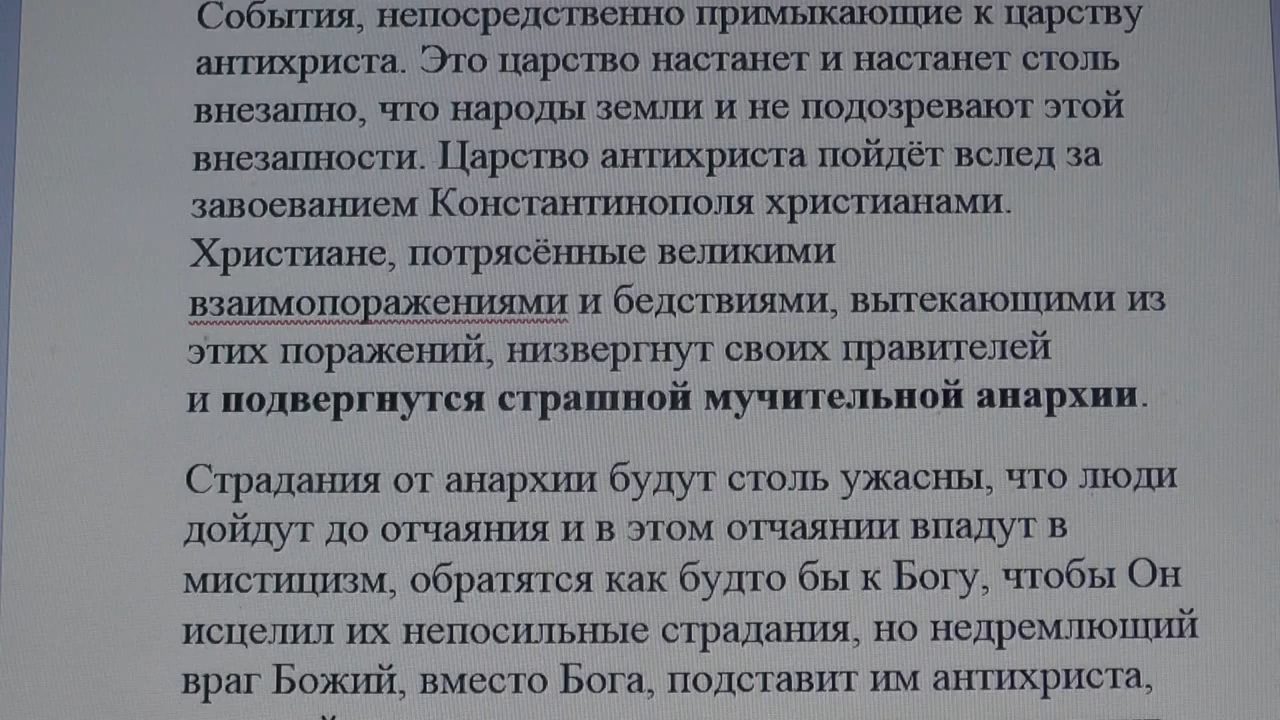 События, непосредственно примыкающие к царству
антихриста. Это царство настанет и настанет столь
внезапно, что народы земли и не подозревают этой
внезапности. Царство антихриста пойдёт вслед за
завоеванием Константинополя христианами.
Христиане, потрясённые великими
взаимопоражениями и бедствиями, вытекающими из
этих поражений, низвергнут своих правителей
и подвергнутся страшной мучительной анархии.
Страдания от анархии будут столь ужасны, что люди
дойдут до отчаяния и в этом отчаянии впадут в
мистицизм, обратятся как будто бы к Богу, чтобы Он
исцелил их непосильные страдания, но недремлющий
враг Божий, вместо Бога, подставит им антихриста,